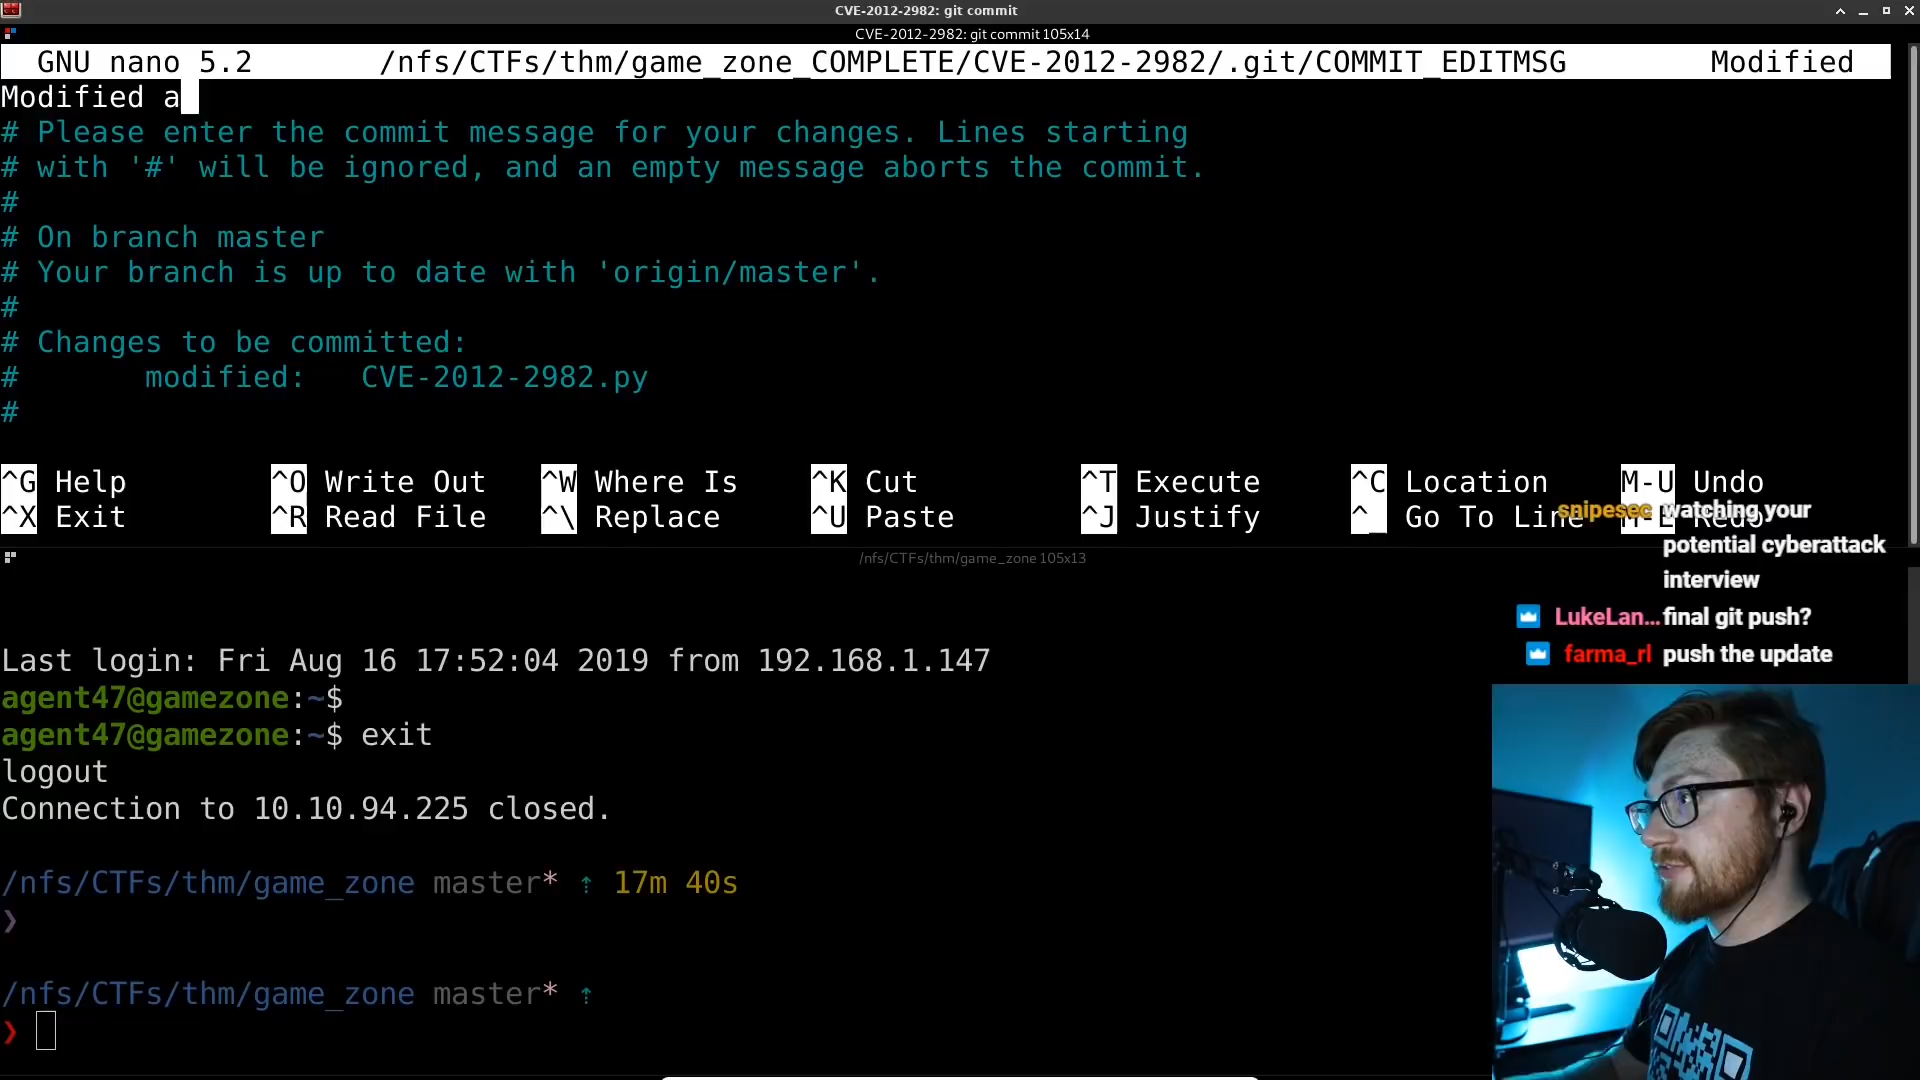 CVE-2012-2982: git commit
CVE-2012-2982: git commit 105x14
GNU nano 5.2 /nfs/CTFs/thm/game_zone_COMPLETE/CVE-2012-2982/.git/COMMIT_EDITMSG Modified
Modified a
# Please enter the commit message for your changes. Lines starting
# with '#' will be ignored, and an empty message aborts the commit.
#
# On branch master
# Your branch is up to date with 'origin/master'.
#
# Changes to be committed:
#       modified:   CVE-2012-2982.py
#
^G Help ^O Write Out ^W Where Is ^K Cut ^T Execute ^C Location M-U Undo
^X Exit ^R Read File ^\ Replace ^U Paste ^J Justify ^_ Go To Line M-E Redo
snipesec watching your
potential cyberattack
interview
LukeLan... final git push?
farma_rl push the update
/nfs/CTFs/thm/game_zone 105x13
Last login: Fri Aug 16 17:52:04 2019 from 192.168.1.147
agent47@gamezone:~$
agent47@gamezone:~$ exit
logout
Connection to 10.10.94.225 closed.
/nfs/CTFs/thm/game_zone master* ⇡ 17m 40s
❯
/nfs/CTFs/thm/game_zone master* ⇡
❯